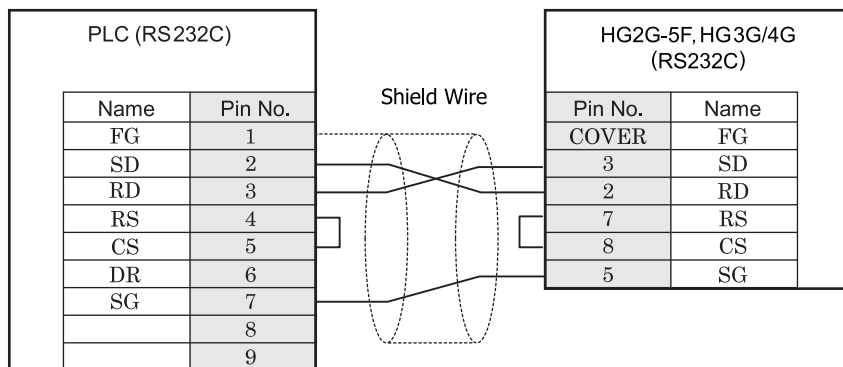 PLC (RS232C)
HG2G-5F, HG3G/4G
(RS232C)
Shield Wire
Name Pin No.
FG 1
SD 2
RD 3
RS 4
CS 5
DR 6
SG 7
8
9
Pin No. Name
COVER FG
3 SD
2 RD
7 RS
8 CS
5 SG